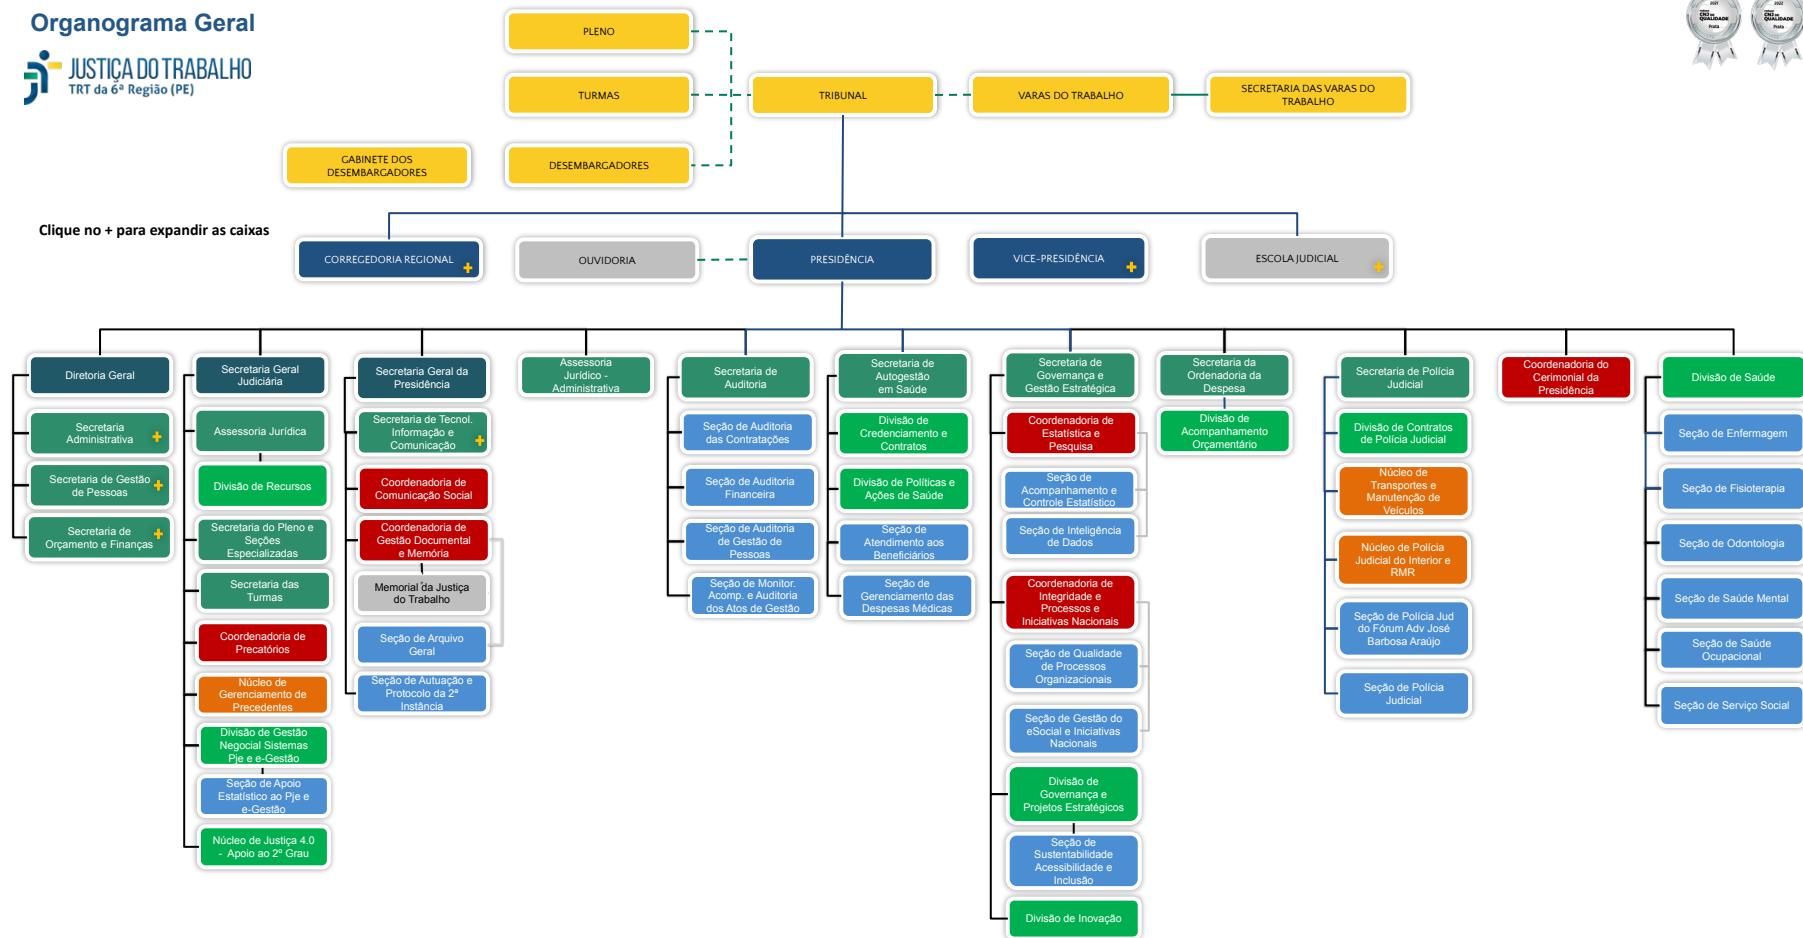 Organograma Geral
JUSTIÇA DO TRABALHO
TRT da 6ª Região (PE)
2021
CNJ DE
QUALIDADE
Prata
2022
CNJ DE
QUALIDADE
Prata
PLENO
TURMAS
TRIBUNAL
VARAS DO TRABALHO
SECRETARIA DAS VARAS DO
TRABALHO
GABINETE DOS
DESEMBARGADORES
DESEMBARGADORES
Clique no + para expandir as caixas
CORREGEDORIA REGIONAL
+
OUVIDORIA
PRESIDÊNCIA
VICE-PRESIDÊNCIA
+
ESCOLA JUDICIAL
+
Diretoria Geral
Secretaria
Administrativa
+
Secretaria de Gestão
de Pessoas
+
Secretaria de
Orçamento e Finanças
+
Secretaria Geral
Judiciária
Assessoria Jurídica
Divisão de Recursos
Secretaria do Pleno e
Seções
Especializadas
Secretaria das
Turmas
Coordenadoria de
Precatórios
Núcleo de
Gerenciamento de
Precedentes
Divisão de Gestão
Negocial Sistemas
Pje e e-Gestão
Seção de Apoio
Estatístico ao Pje e
e-Gestão
Núcleo de Justiça 4.0
- Apoio ao 2º Grau
Secretaria Geral da
Presidência
Secretaria de Tecnol.
Informação e
Comunicação
+
Coordenadoria de
Comunicação Social
Coordenadoria de
Gestão Documental
e Memória
Memorial da Justiça
do Trabalho
Seção de Arquivo
Geral
Seção de Autuação e
Protocolo da 2ª
Instância
Assessoria
Jurídico -
Administrativa
Secretaria de
Auditoria
Seção de Auditoria
das Contratações
Seção de Auditoria
Financeira
Seção de Auditoria
de Gestão de
Pessoas
Seção de Monitor.
Acomp. e Auditoria
dos Atos de Gestão
Secretaria de
Autogestão
em Saúde
Divisão de
Credenciamento e
Contratos
Divisão de Políticas e
Ações de Saúde
Seção de
Atendimento aos
Beneficiários
Seção de
Gerenciamento das
Despesas Médicas
Secretaria de
Governança e
Gestão Estratégica
Coordenadoria de
Estatística e
Pesquisa
Seção de
Acompanhamento e
Controle Estatístico
Seção de Inteligência
de Dados
Coordenadoria de
Integridade e
Processos e
Iniciativas Nacionais
Seção de Qualidade
de Processos
Organizacionais
Seção de Gestão do
eSocial e Iniciativas
Nacionais
Divisão de
Governança e
Projetos Estratégicos
Seção de
Sustentabilidade
Acessibilidade e
Inclusão
Divisão de Inovação
Secretaria da
Ordenadoria da
Despesa
Divisão de
Acompanhamento
Orçamentário
Secretaria de Polícia
Judicial
Divisão de Contratos
de Polícia Judicial
Núcleo de
Transportes e
Manutenção de
Veículos
Núcleo de Polícia
Judicial do Interior e
RMR
Seção de Polícia Jud
do Fórum Adv José
Barbosa Araújo
Seção de Polícia
Judicial
Coordenadoria do
Cerimonial da
Presidência
Divisão de Saúde
Seção de Enfermagem
Seção de Fisioterapia
Seção de Odontologia
Seção de Saúde Mental
Seção de Saúde
Ocupacional
Seção de Serviço Social